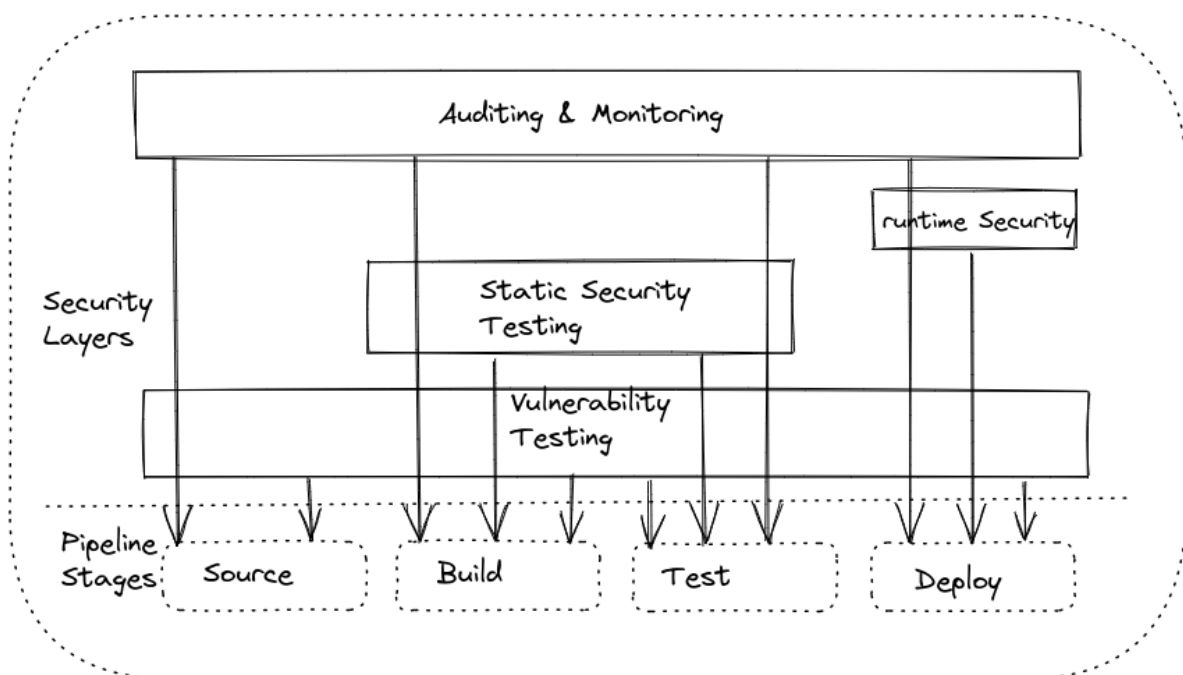 Auditing & Monitoring
runtime Security
Static Security
Testing
Security
Layers
Vulnerability
Testing
Pipeline
Stages
Source
Build
Test
Deploy